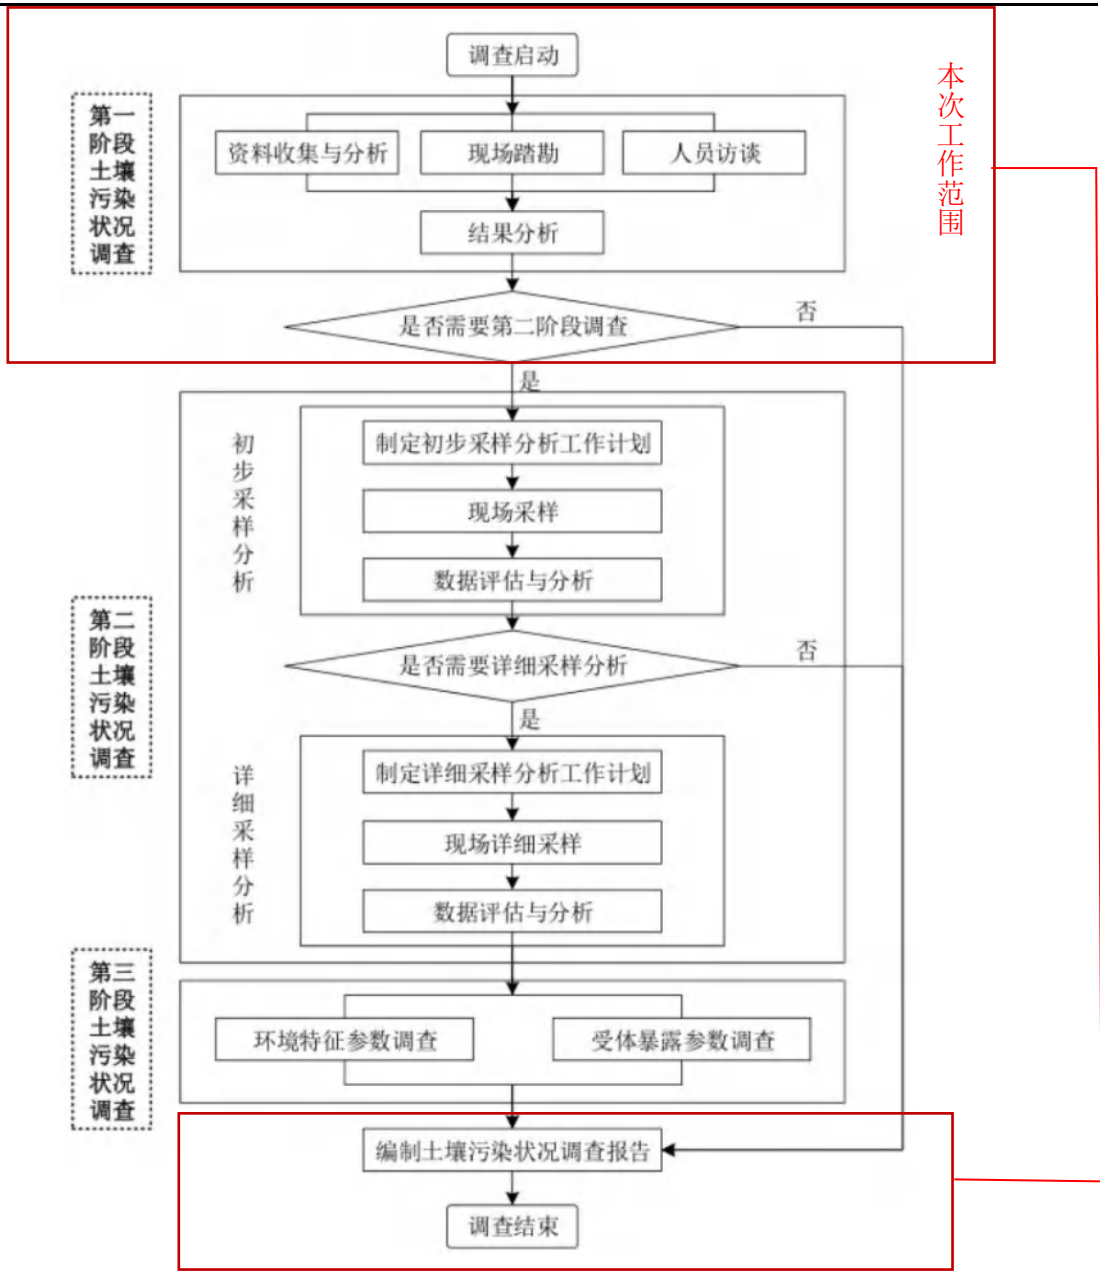 调查启动
本次工作范围
第一阶段土壤污染状况调查
资料收集与分析
现场踏勘
人员访谈
结果分析
是否需要第二阶段调查
否
是
初步采样分析
制定初步采样分析工作计划
现场采样
数据评估与分析
第二阶段土壤污染状况调查
是否需要详细采样分析
否
是
详细采样分析
制定详细采样分析工作计划
现场详细采样
数据评估与分析
第三阶段土壤污染状况调查
环境特征参数调查
受体暴露参数调查
编制土壤污染状况调查报告
调查结束